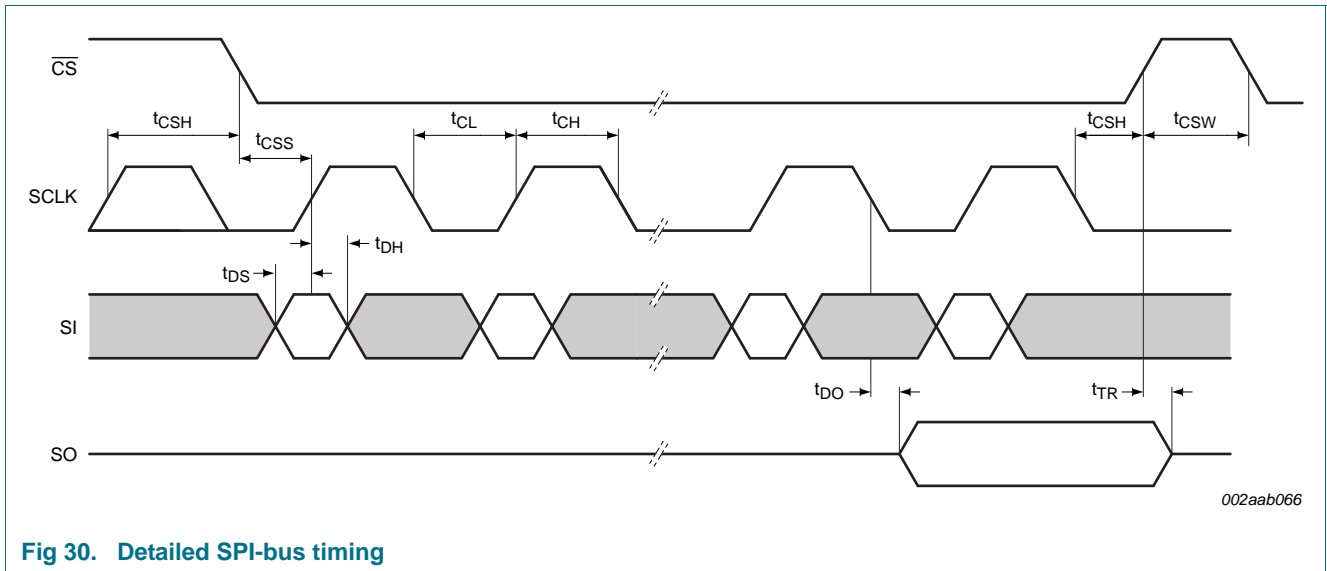 CS
tCSH
tCSS
tCL
tCH
tCSH
tCSW
SCLK
tDH
tDS
SI
tDO
tTR
SO
002aab066
Fig 30. Detailed SPI-bus timing